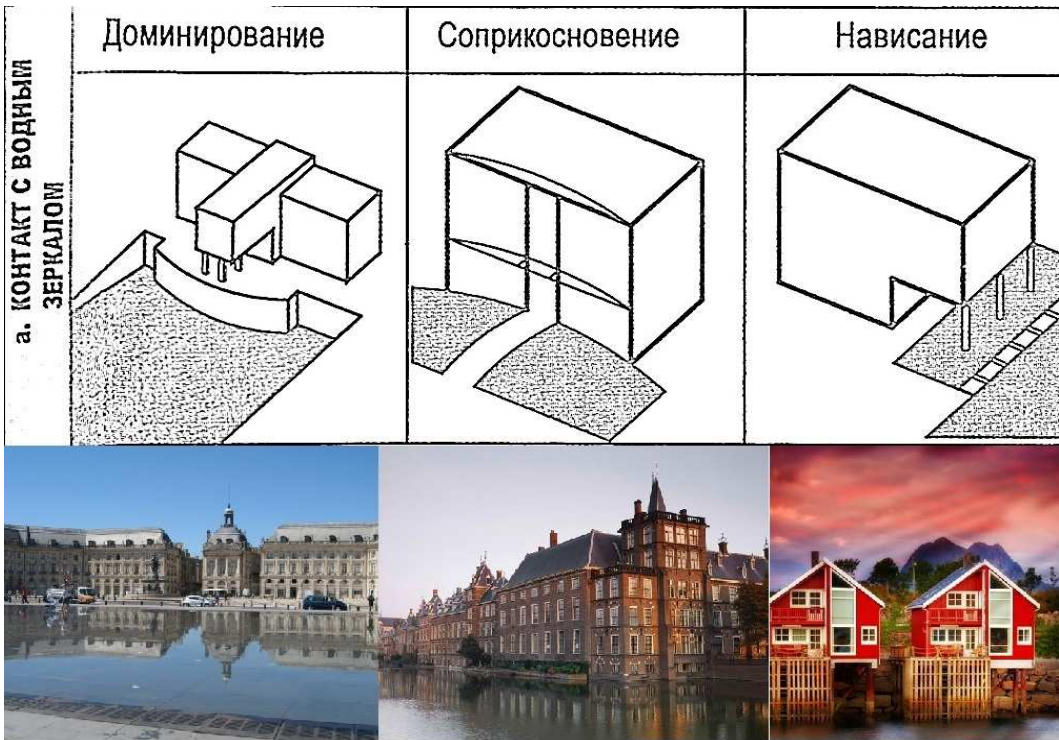 Доминирование
Соприкосновение
Нависание
а. КОНТАКТ С ВОДНЫМ
ЗЕРКАЛОМ